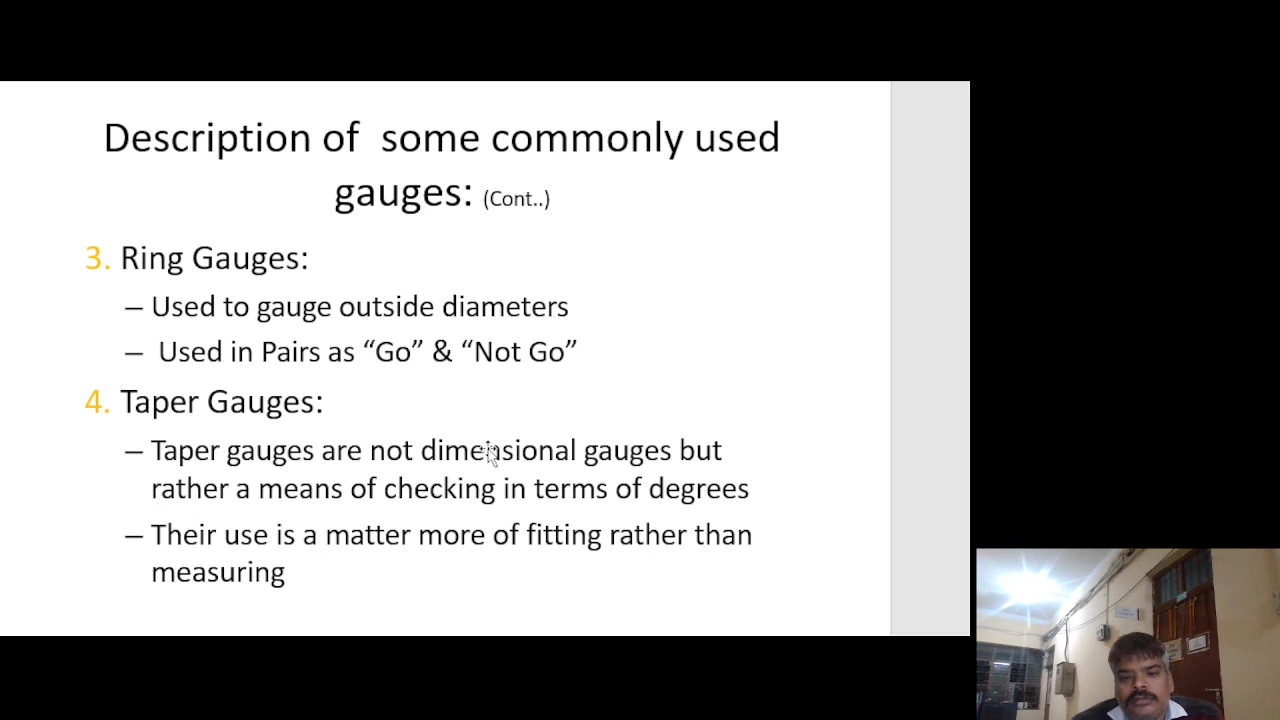 Description of some commonly used
gauges: (Cont..)
3. Ring Gauges:
– Used to gauge outside diameters
– Used in Pairs as “Go” & “Not Go”
4. Taper Gauges:
– Taper gauges are not dimensional gauges but
rather a means of checking in terms of degrees
– Their use is a matter more of fitting rather than
measuring